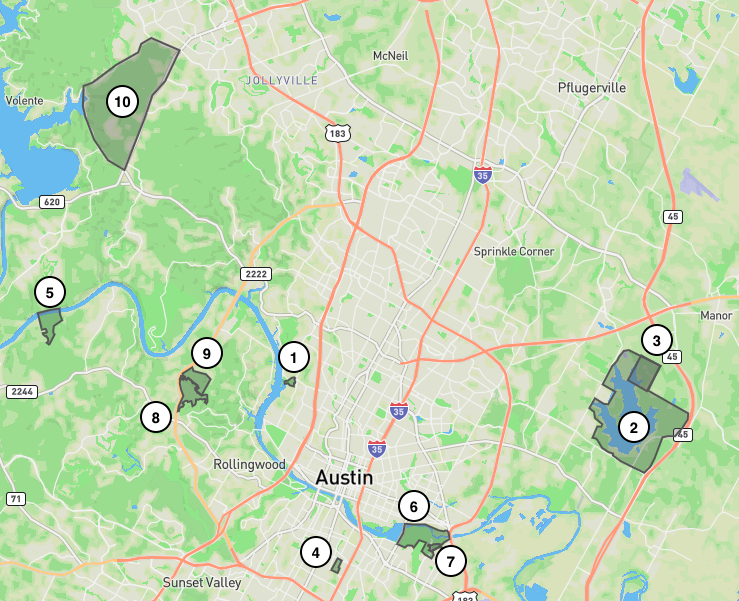 McNeil
JOLLYVILLE
Pflugerville
Volente
10
183
35
620
45
Sprinkle Corner
2222
5
Manor
3
9
1
45
2244
8
35
2
45
35
Rollingwood
Austin
71
6
4
7
Sunset Valley
183